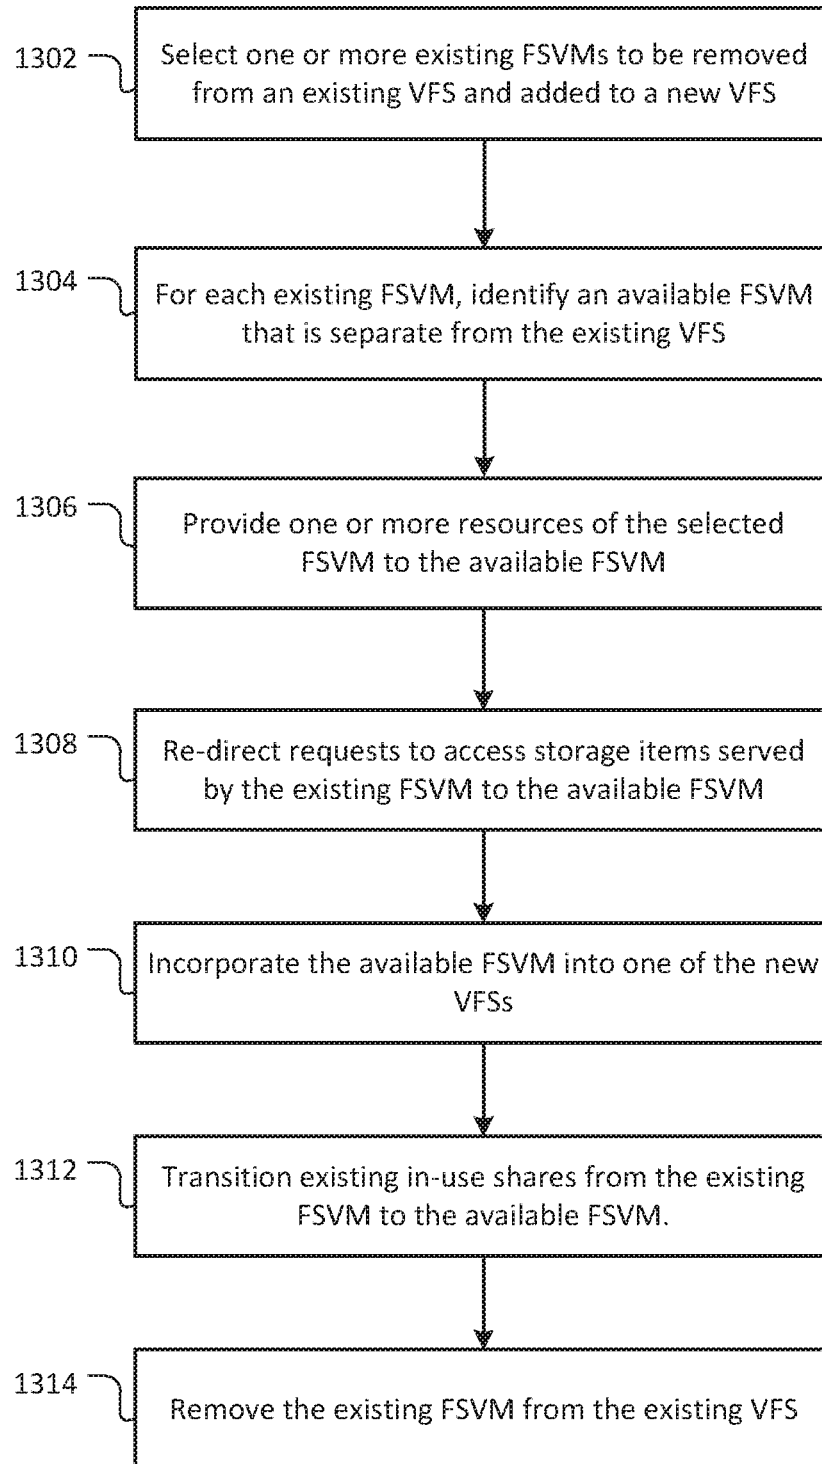 1302
Select one or more existing FSVMs to be removed
from an existing VFS and added to a new VFS
1304
For each existing FSVM, identify an available FSVM
that is separate from the existing VFS
1306
Provide one or more resources of the selected
FSVM to the available FSVM
1308
Re-direct requests to access storage items served
by the existing FSVM to the available FSVM
1310
Incorporate the available FSVM into one of the new
VFSs
1312
Transition existing in-use shares from the existing
FSVM to the available FSVM.
1314
Remove the existing FSVM from the existing VFS